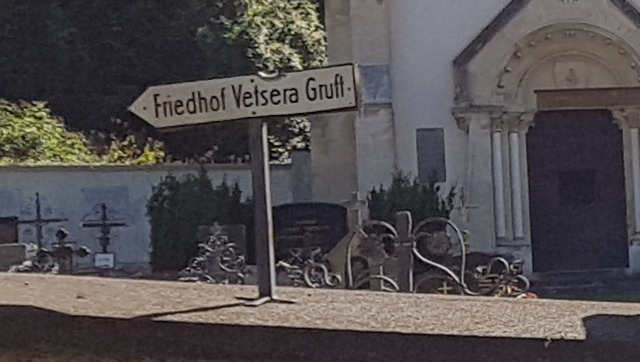 Friedhof Vetsera Gruft